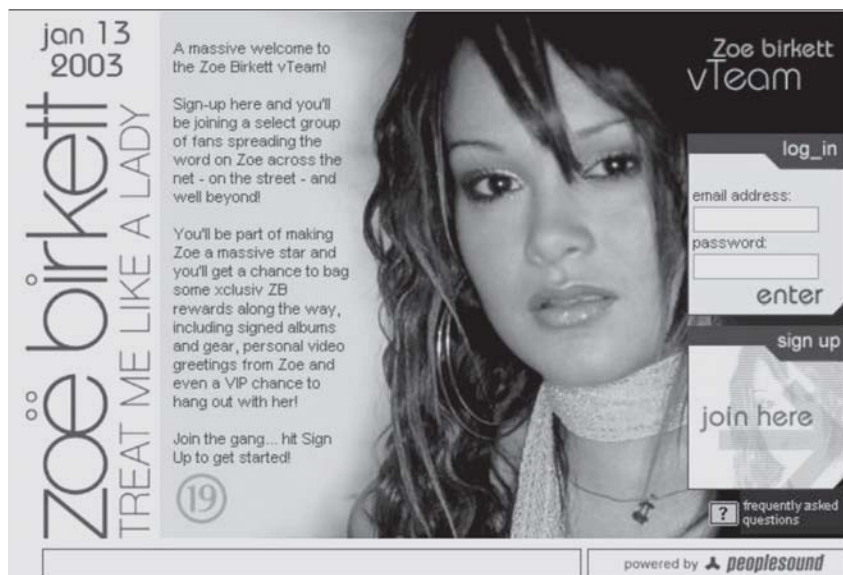 jan 13
2003
zoë birkett
TREAT ME LIKE A LADY
A massive welcome to
the Zoe Birkett vTeam!
Sign-up here and you'll
be joining a select group
of fans spreading the
word on Zoe across the
net - on the street - and
well beyond!
You'll be part of making
Zoe a massive star and
you'll get a chance to bag
some xclusiv ZB
rewards along the way,
including signed albums
and gear, personal video
greetings from Zoe and
even a VIP chance to
hang out with her!
Join the gang... hit Sign
Up to get started!
19
Zoe birkett
vTeam
log_in
email address:
password:
enter
sign up
join here
? frequently asked
questions
powered by peoplesound